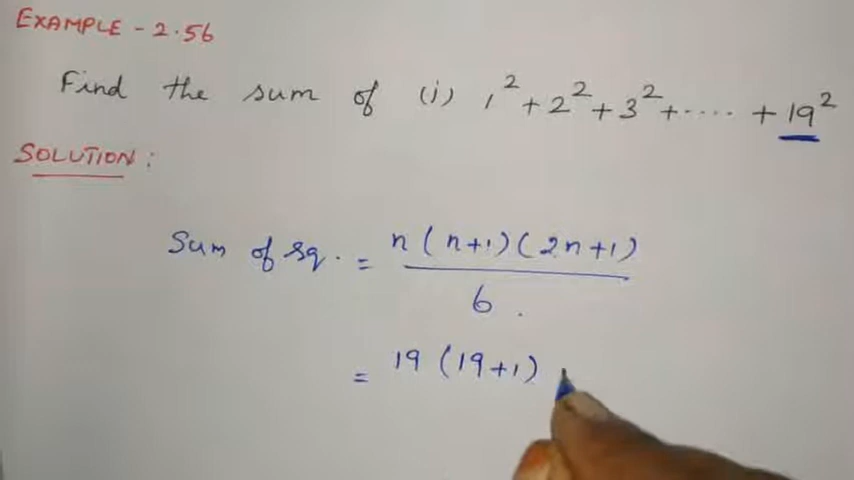 EXAMPLE - 2.56
Find the sum of (i) 1² + 2² + 3² + ..... + 19²
SOLUTION :
Sum of sq. = n(n+1)(2n+1)
6
= 19 (19+1)